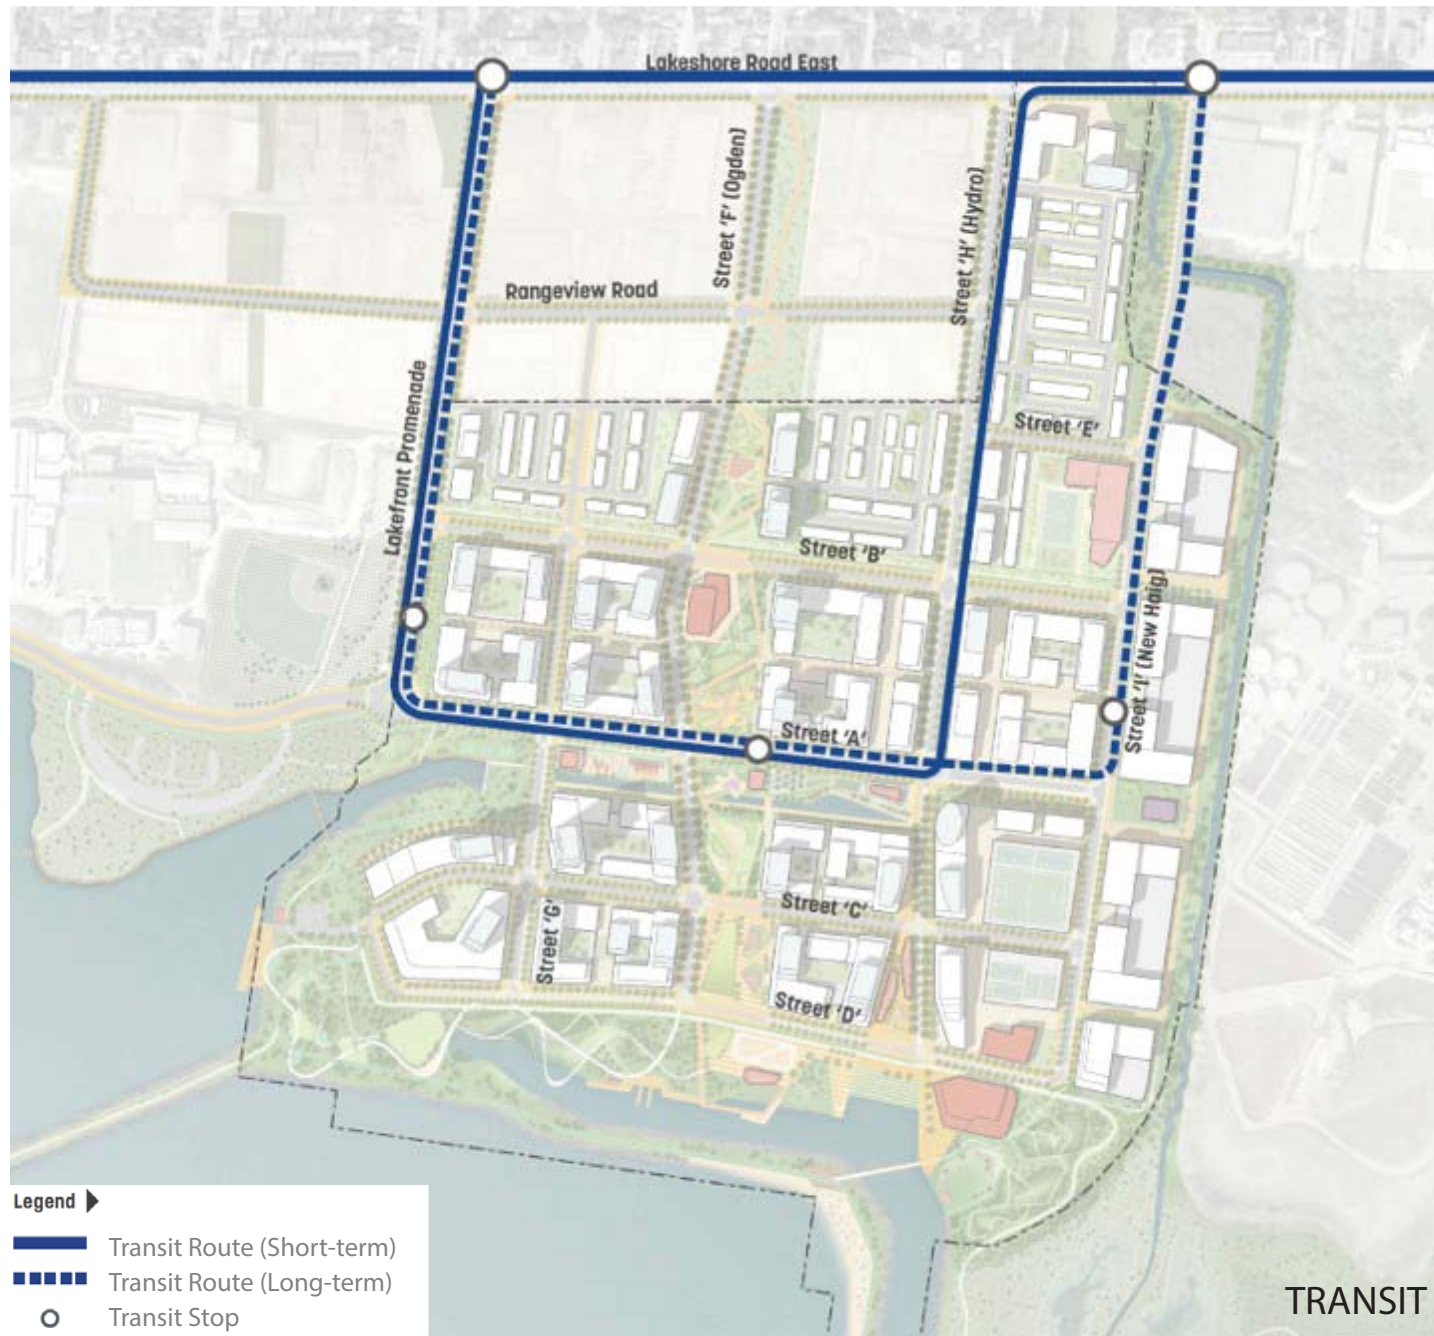 Lakeshore Road East
Street 'F' (Ogden)
Street 'H' (Hydro)
Rangeview Road
Lakefront Promenade
Street 'E'
Street 'B'
Street 'I' (New Haig)
Street 'A'
Street 'C'
Street 'G'
Street 'D'
Legend
Transit Route (Short-term)
Transit Route (Long-term)
Transit Stop
TRANSIT